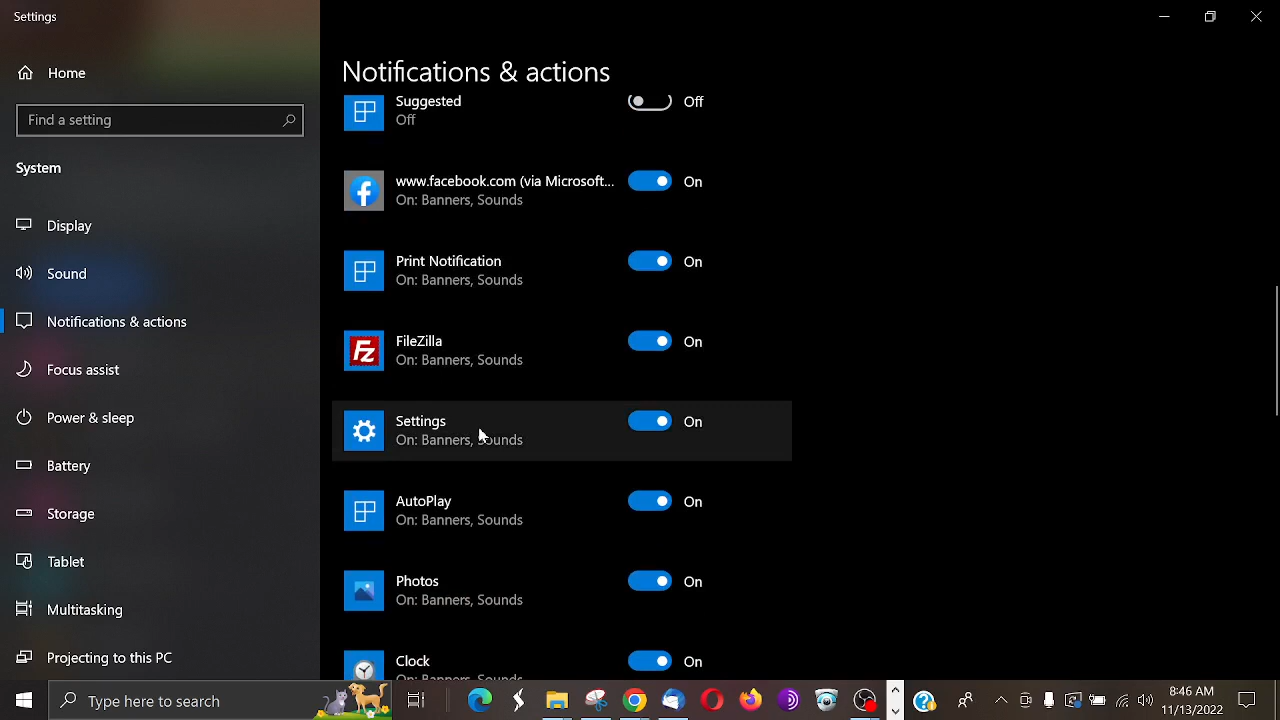 Settings
Home
Find a setting
System
Display
Sound
Notifications & actions
Focus assist
Power & sleep
Battery
Storage
Tablet
Multitasking
Projecting to this PC
Notifications & actions
Suggested
Off
Off
www.facebook.com (via Microsoft...
On: Banners, Sounds
On
Print Notification
On: Banners, Sounds
On
FileZilla
On: Banners, Sounds
On
Settings
On: Banners, Sounds
On
AutoPlay
On: Banners, Sounds
On
Photos
On: Banners, Sounds
On
Clock
On: Banners, Sounds
On
Type here to search
8:46 AM
11/13/2022